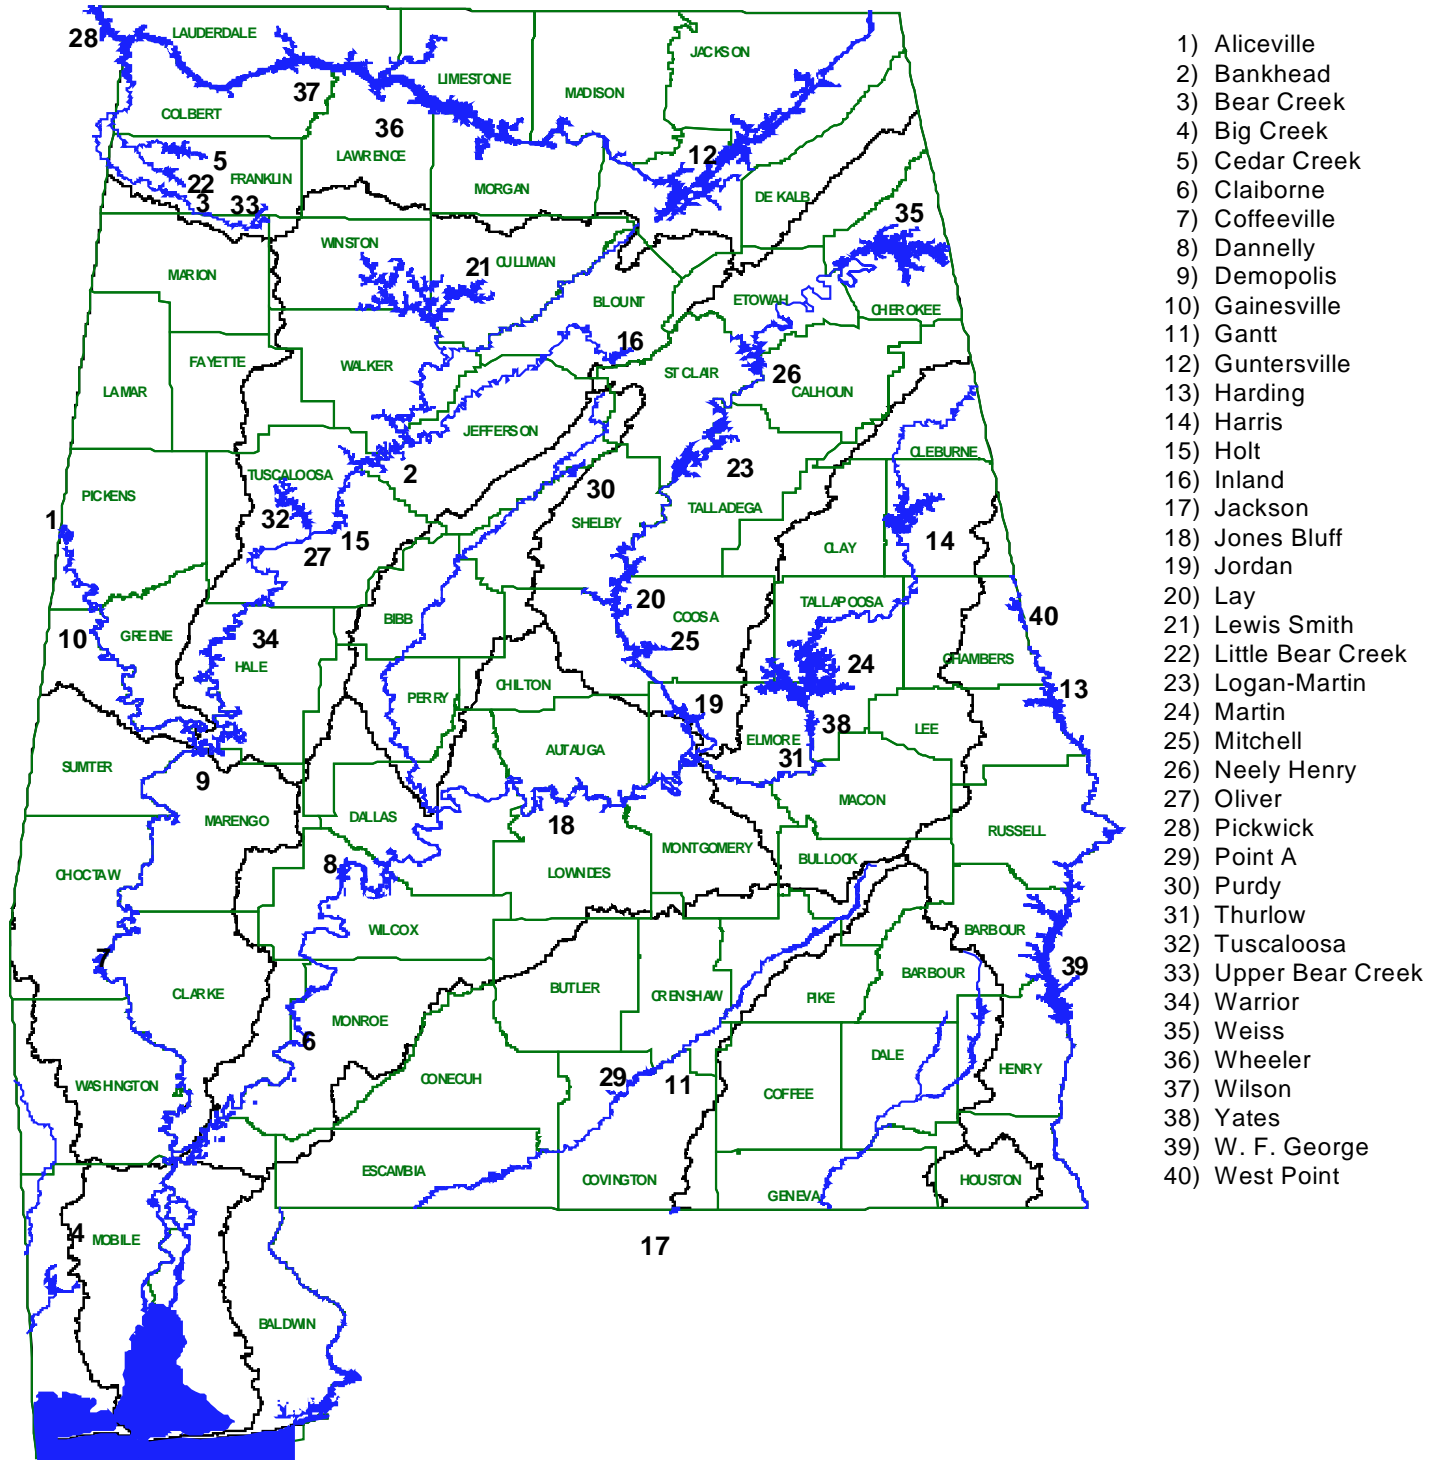 28
LAUDERDALE
JACKSON
LIMESTONE
MADISON
37
COLBERT
36
12
LAWRENCE
5
FRANKLIN
22
MORGAN
3
33
DE KALB
35
WINSTON
21
CULLMAN
MARION
BLOUNT
ETOWAH
CHEROKEE
16
FAYETTE
WALKER
ST CLAIR
26
LAMAR
CALHOUN
JEFFERSON
CLEBURNE
2
23
TUSCALOOSA
30
PICKENS
TALLADEGA
1
32
SHELBY
15
14
27
CLAY
20
TALLAPOOSA
COOSA
40
BIBB
10
GREENE
34
25
HALE
24
CHAMBERS
CHILTON
13
PERRY
19
38
LEE
ELMORE
AUTAUGA
31
SUMTER
9
MACON
DALLAS
MARENGO
18
RUSSELL
MONTGOMERY
BULLOCK
8
CHOCTAW
LOWNDES
WILCOX
BARBOUR
7
39
BARBOUR
BUTLER
CLARKE
CRENSHAW
PIKE
MONROE
6
DALE
HENRY
29
CONECUH
11
WASHINGTON
COFFEE
ESCAMBIA
COVINGTON
HOUSTON
GENEVA
4
MOBILE
17
BALDWIN
1) Aliceville
2) Bankhead
3) Bear Creek
4) Big Creek
5) Cedar Creek
6) Claiborne
7) Coffeeville
8) Dannelly
9) Demopolis
10) Gainesville
11) Gantt
12) Guntersville
13) Harding
14) Harris
15) Holt
16) Inland
17) Jackson
18) Jones Bluff
19) Jordan
20) Lay
21) Lewis Smith
22) Little Bear Creek
23) Logan-Martin
24) Martin
25) Mitchell
26) Neely Henry
27) Oliver
28) Pickwick
29) Point A
30) Purdy
31) Thurlow
32) Tuscaloosa
33) Upper Bear Creek
34) Warrior
35) Weiss
36) Wheeler
37) Wilson
38) Yates
39) W. F. George
40) West Point